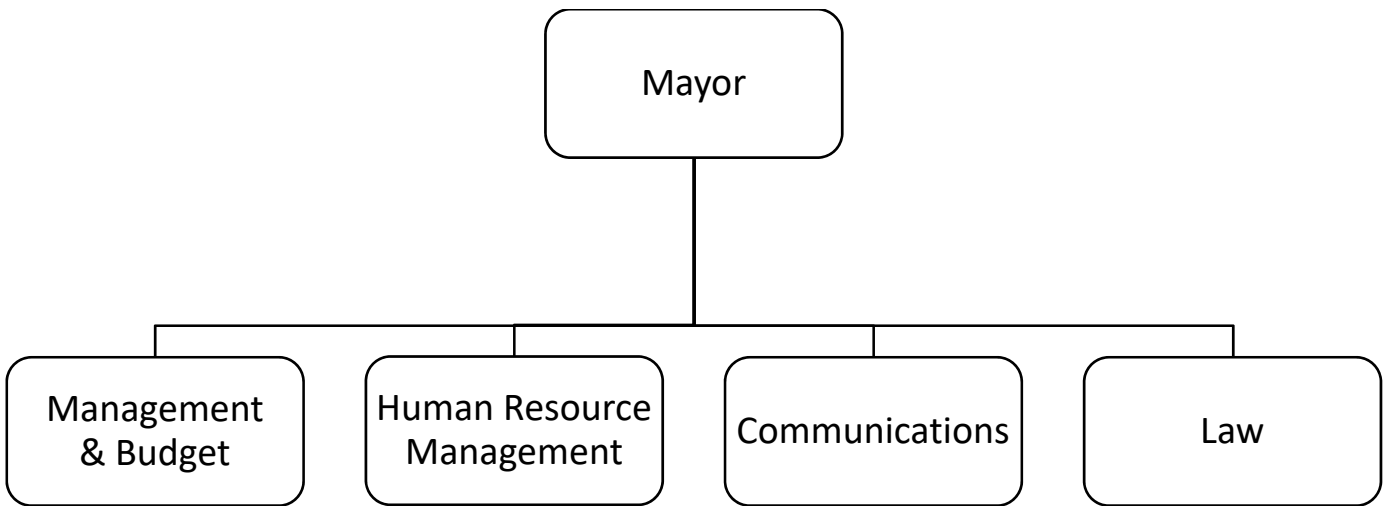 Mayor
Management
& Budget
Human Resource
Management
Communications
Law